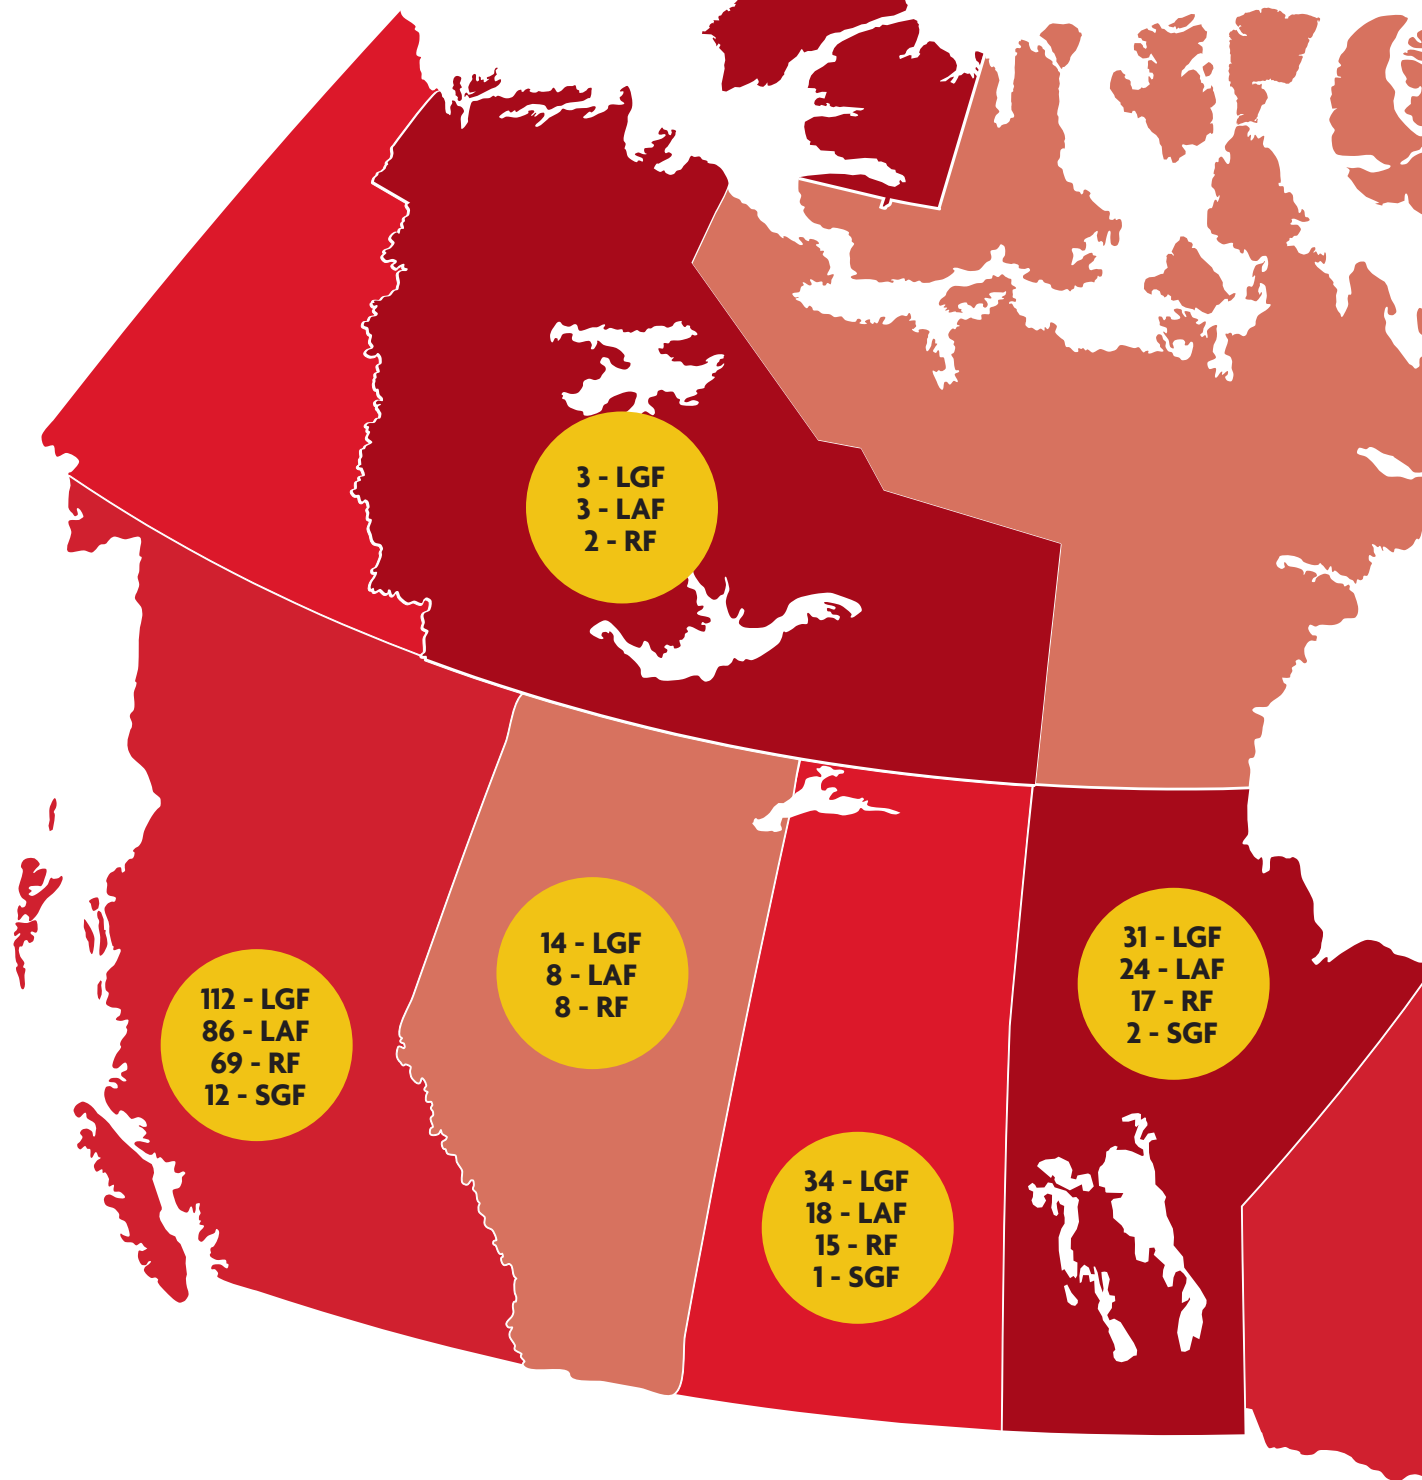 3 - LGF
3 - LAF
2 - RF
14 - LGF
8 - LAF
8 - RF
31 - LGF
24 - LAF
17 - RF
2 - SGF
112 - LGF
86 - LAF
69 - RF
12 - SGF
34 - LGF
18 - LAF
15 - RF
1 - SGF